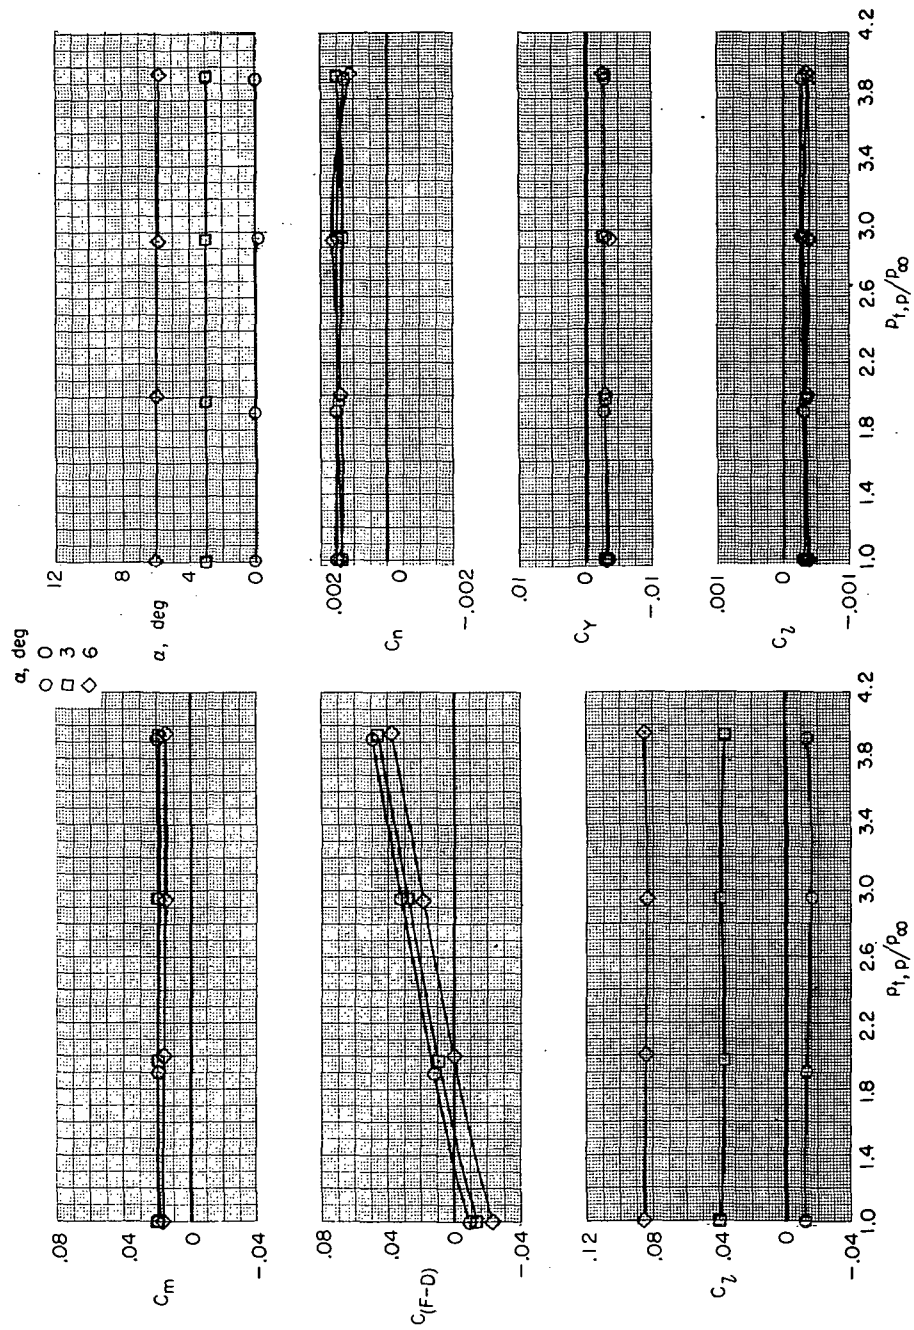 α, deg
○ 0
□ 3
◇ 6
.08
.04
0
-.04
C_m
.08
.04
0
-.04
C_(F-D)
.12
.08
.04
0
-.04
C_l
1.0 1.4 1.8 2.2 2.6 3.0 3.4 3.8 4.2
p_t,p/p_∞
12
8
4
0
α, deg
.002
0
-.002
C_n
.01
0
-.01
C_Y
.001
0
-.001
C_l
1.0 1.4 1.8 2.2 2.6 3.0 3.4 3.8 4.2
p_t,p/p_∞